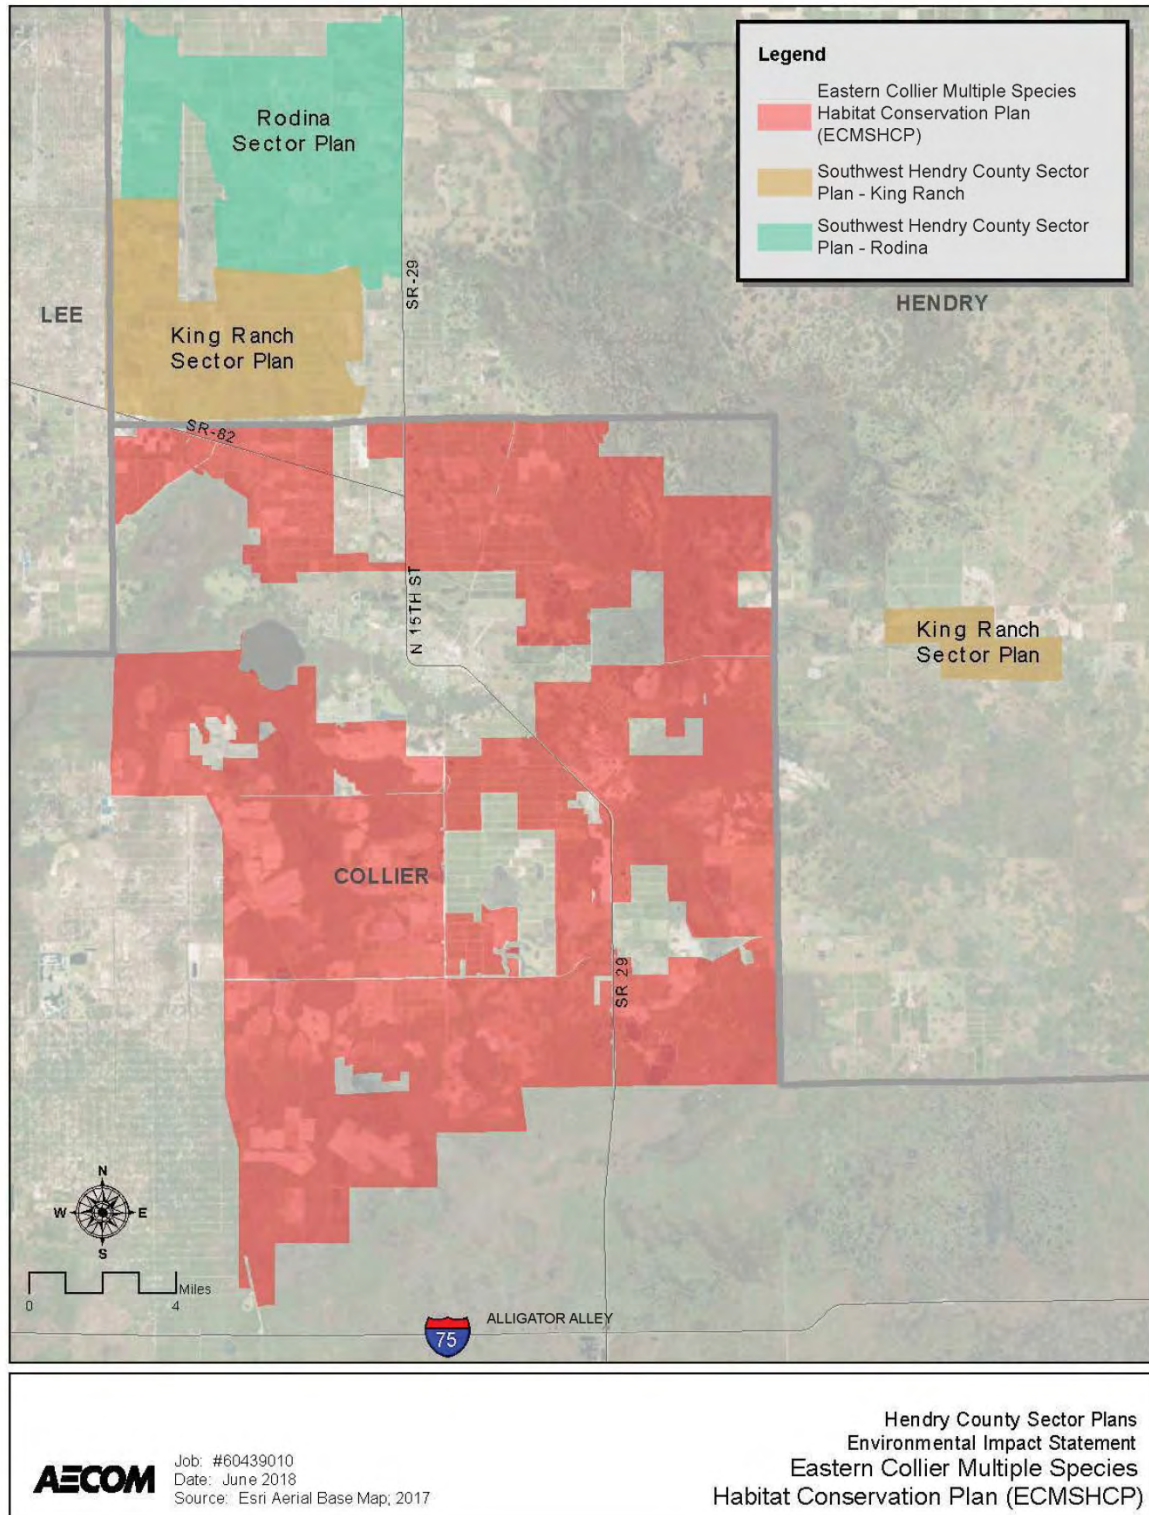 Legend
Eastern Collier Multiple Species
Habitat Conservation Plan
(ECMSHCP)
Southwest Hendry County Sector
Plan - King Ranch
Southwest Hendry County Sector
Plan - Rodina
Rodina
Sector Plan
SR-29
LEE
HENDRY
King Ranch
Sector Plan
SR-82
N 15TH ST
King Ranch
Sector Plan
COLLIER
SR 29
N
W
E
S
Miles
0
4
ALLIGATOR ALLEY
75
Hendry County Sector Plans
Environmental Impact Statement
Eastern Collier Multiple Species
Habitat Conservation Plan (ECMSHCP)
AECOM
Job: #60439010
Date: June 2018
Source: Esri Aerial Base Map; 2017